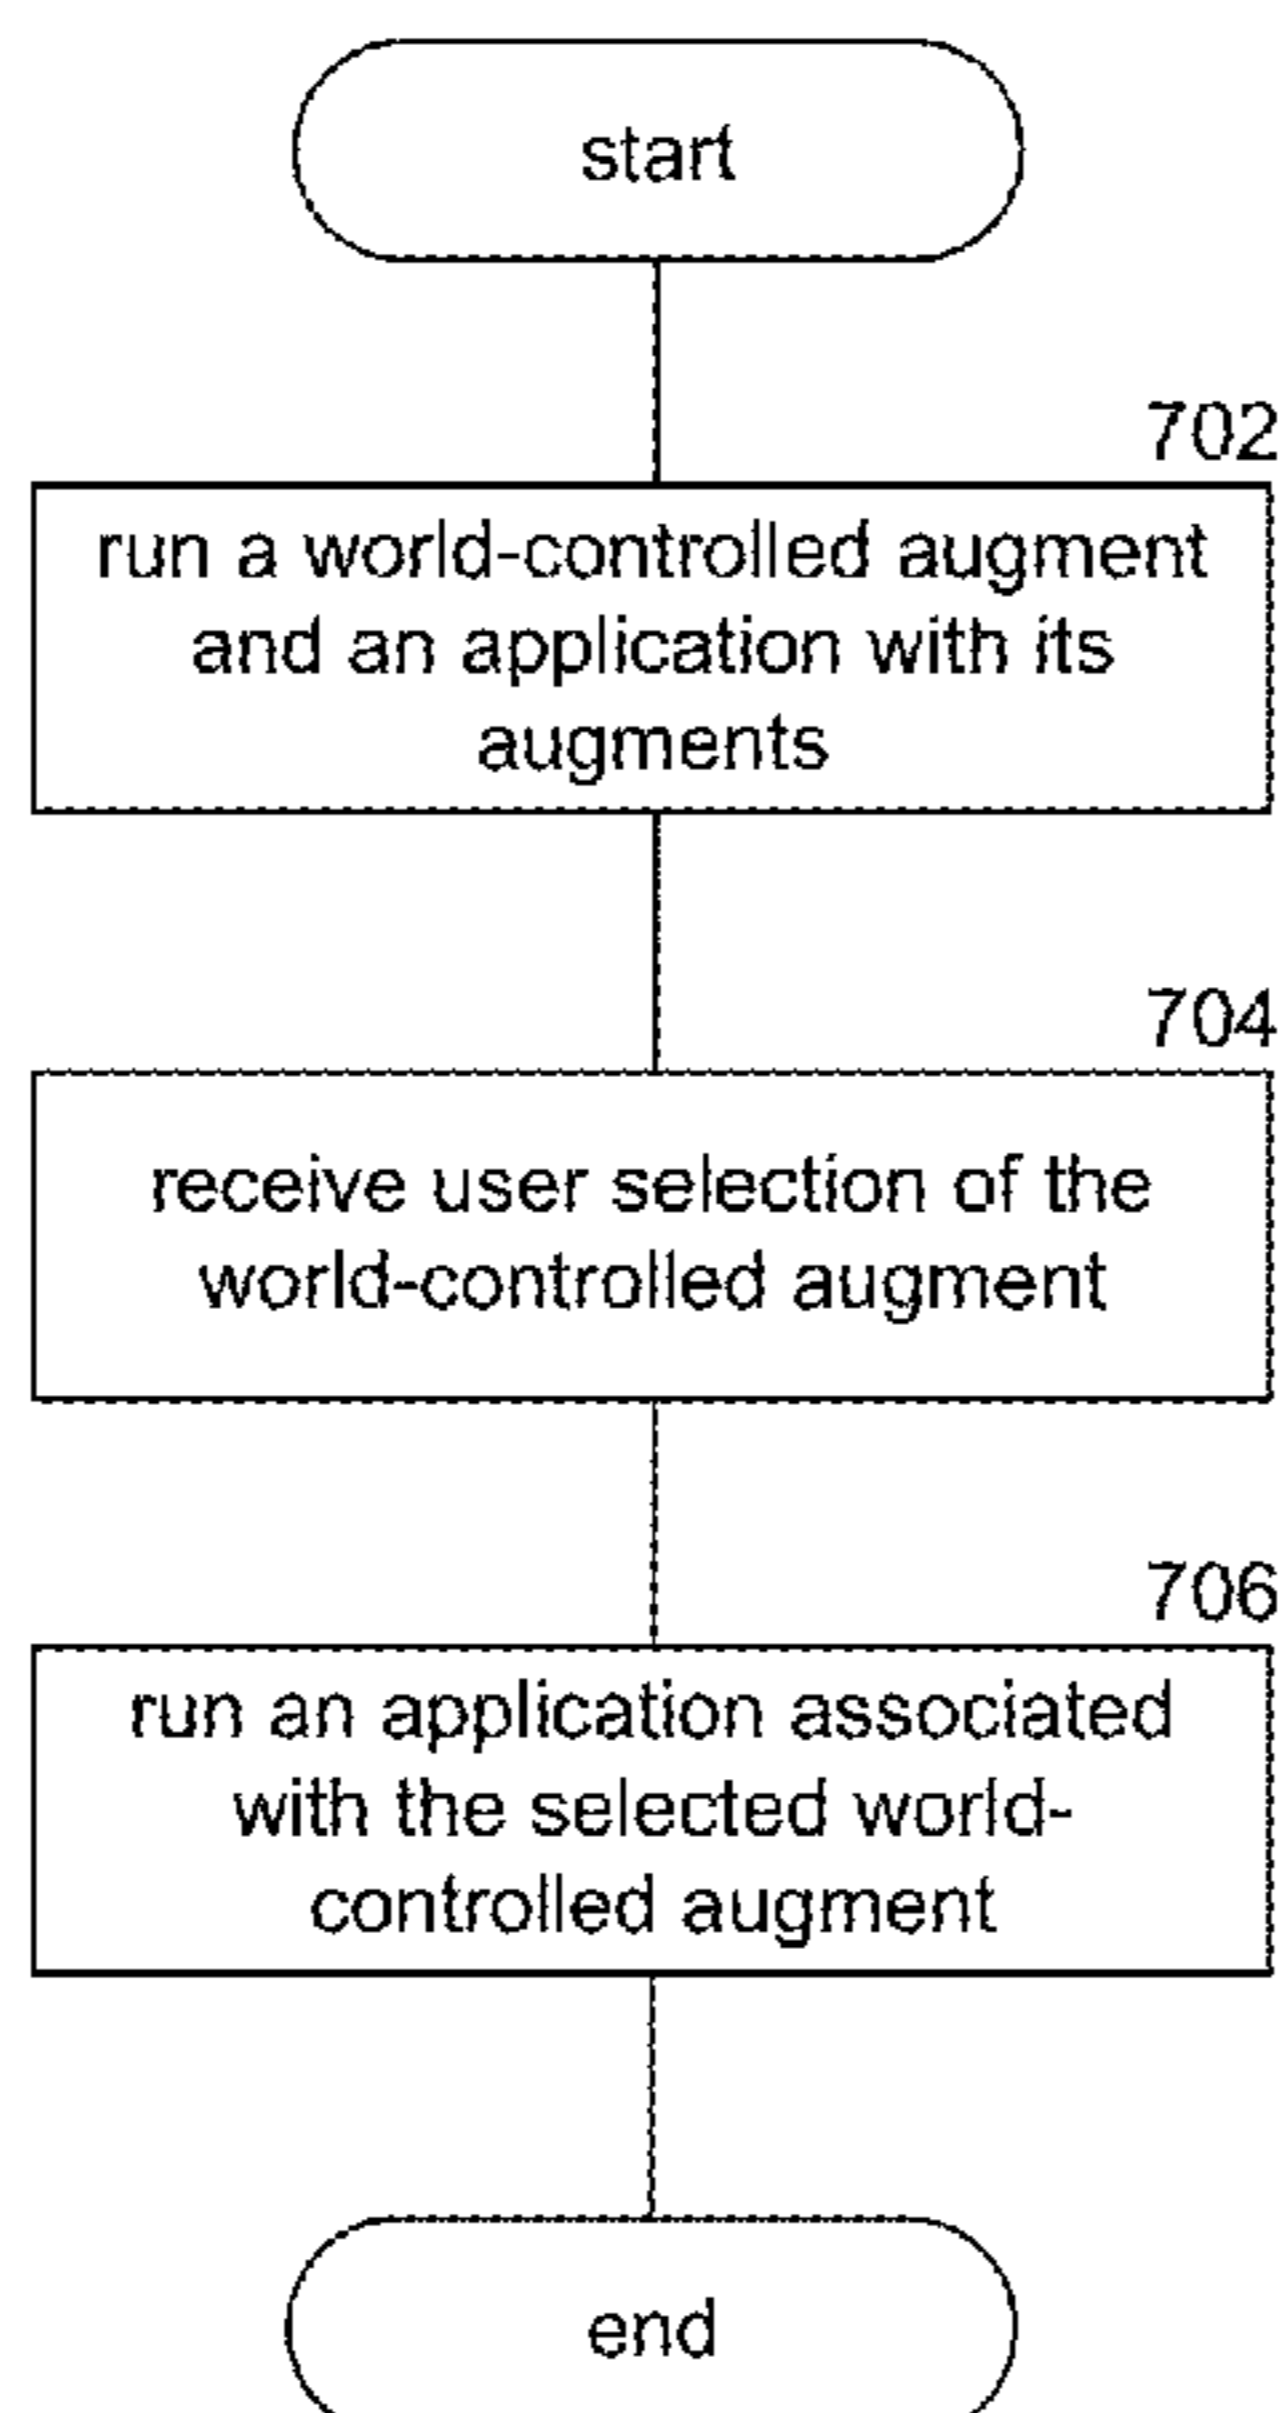 start
702
run a world-controlled augment
and an application with its
augments
704
receive user selection of the
world-controlled augment
706
run an application associated
with the selected world-
controlled augment
end